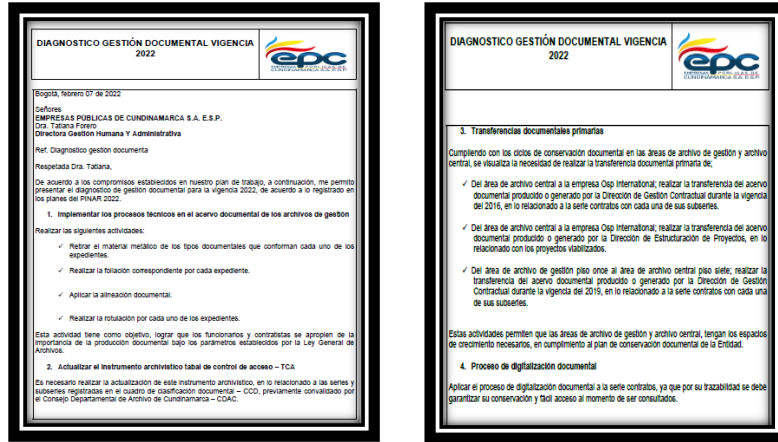 DIAGNOSTICO GESTIÓN DOCUMENTAL VIGENCIA
2022
epc
EMPRESAS PÚBLICAS DE
CUNDINAMARCA S.A. E.S.P.
Bogotá, febrero 07 de 2022
Señores
EMPRESAS PÚBLICAS DE CUNDINAMARCA S.A. E.S.P.
Dra. Tatiana Forero
Directora Gestión Humana Y Administrativa
Ref. Diagnostico gestión documenta
Respetada Dra. Tatiana,
De acuerdo a los compromisos establecidos en nuestro plan de trabajo, a continuación, me permito
presentar el diagnostico de gestión documental para la vigencia 2022, de acuerdo a lo registrado en
los planes del PINAR 2022.
1. Implementar los procesos técnicos en el acervo documental de los archivos de gestión
Realizar las siguientes actividades:
✓ Retirar el material metálico de los tipos documentales que conforman cada uno de los
expedientes.
✓ Realizar la foliación correspondiente por cada expediente.
✓ Aplicar la alineación documental.
✓ Realizar la rotulación por cada uno de los expedientes.
Esta actividad tiene como objetivo, lograr que los funcionarios y contratistas se apropien de la
importancia de la producción documental bajo los parámetros establecidos por la Ley General de
Archivos.
2. Actualizar el instrumento archivístico tabal de control de acceso – TCA
Es necesario realizar la actualización de este instrumento archivístico, en lo relacionado a las series y
subseries registradas en el cuadro de clasificación documental – CCD, previamente convalidado por
el Consejo Departamental de Archivo de Cundinamarca – CDAC.
DIAGNOSTICO GESTIÓN DOCUMENTAL VIGENCIA
2022
epc
EMPRESAS PÚBLICAS DE
CUNDINAMARCA S.A. E.S.P.
3. Transferencias documentales primarias
Cumpliendo con los ciclos de conservación documental en las áreas de archivo de gestión y archivo
central, se visualiza la necesidad de realizar la transferencia documental primaria de;
✓ Del área de archivo central a la empresa Osp International; realizar la transferencia del acervo
documental producido o generado por la Dirección de Gestión Contractual durante la vigencia
del 2016, en lo relacionado a la serie contratos con cada una de sus subseries.
✓ Del área de archivo central a la empresa Osp International; realizar la transferencia del acervo
documental producido o generado por la Dirección de Estructuración de Proyectos, en lo
relacionado con los proyectos viabilizados.
✓ Del área de archivo de gestión piso once al área de archivo central piso siete; realizar la
transferencia del acervo documental producido o generado por la Dirección de Gestión
Contractual durante la vigencia del 2019, en lo relacionado a la serie contratos con cada una
de sus subseries.
Estas actividades permiten que las áreas de archivo de gestión y archivo central, tengan los espacios
de crecimiento necesarios, en cumplimiento al plan de conservación documental de la Entidad.
4. Proceso de digitalización documental
Aplicar el proceso de digitalización documental a la serie contratos, ya que por su trazabilidad se debe
garantizar su conservación y fácil acceso al momento de ser consultados.